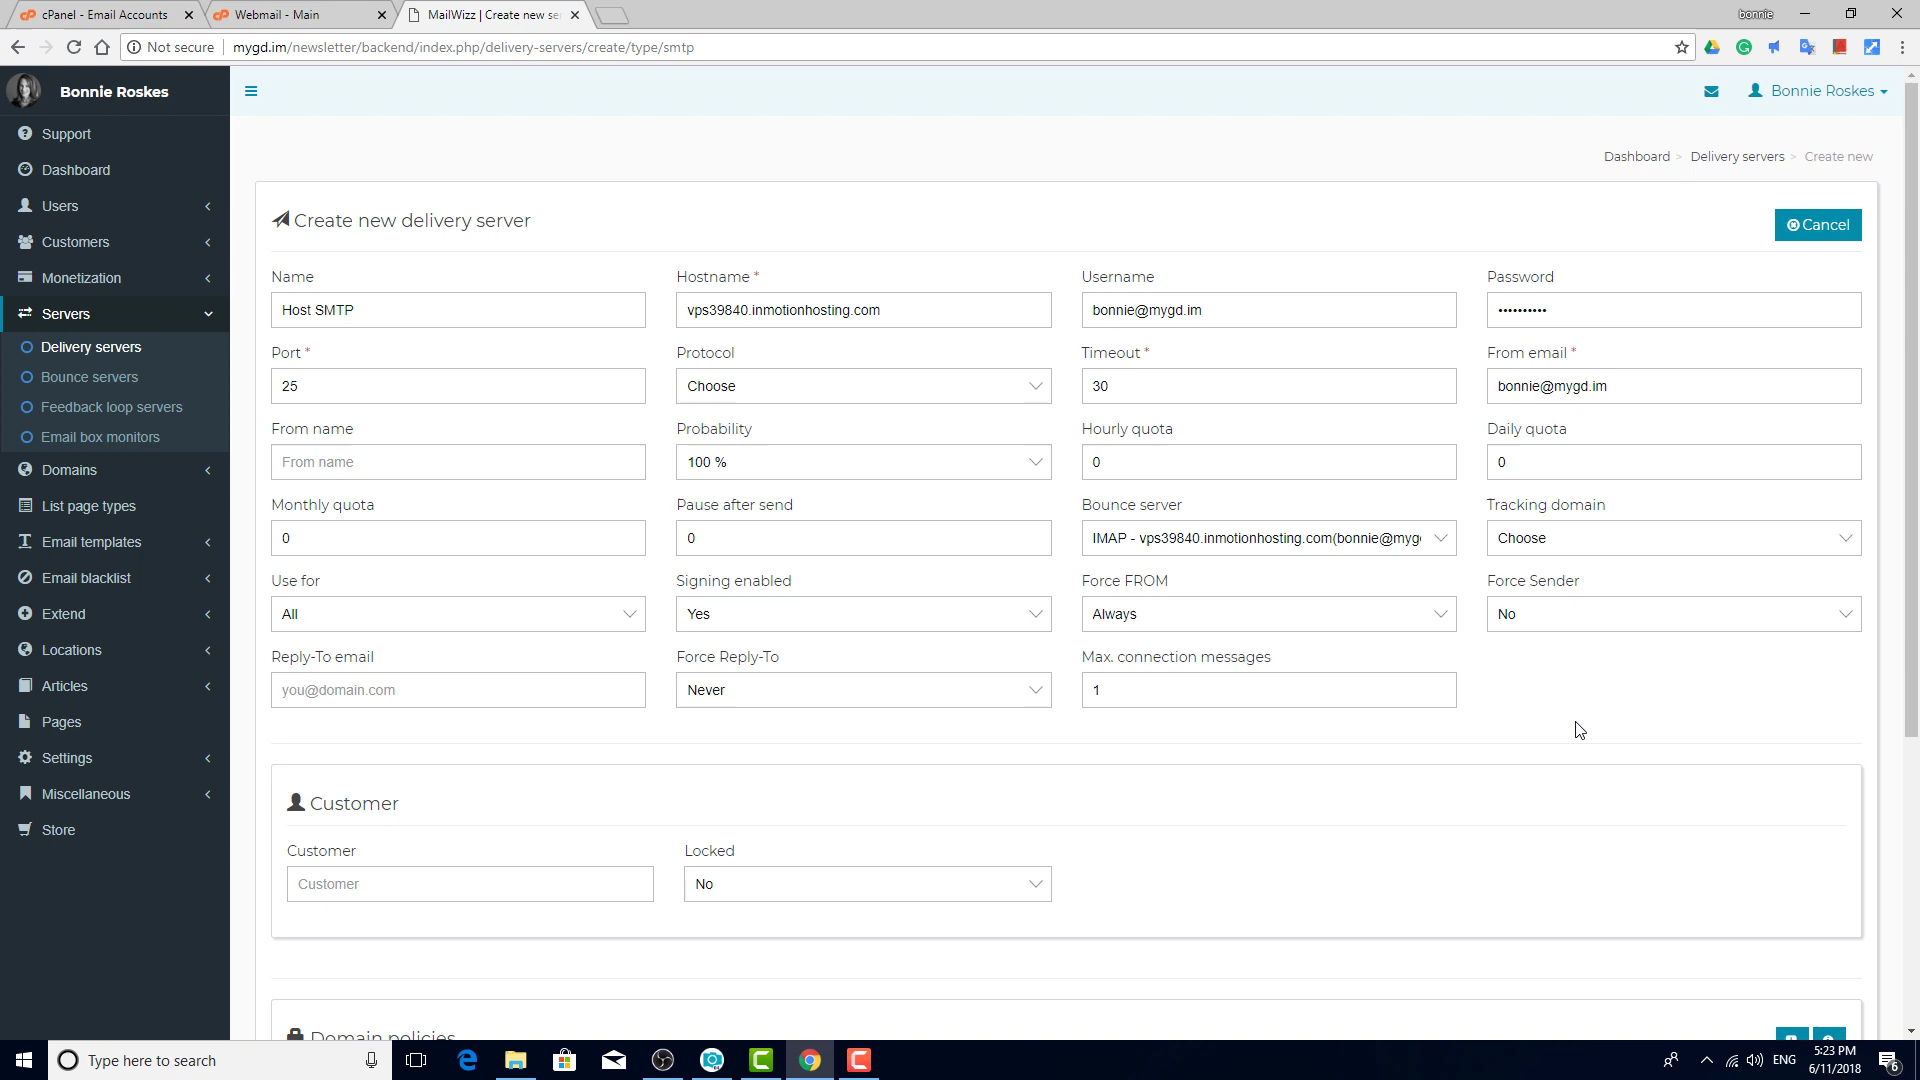 cPanel - Email Accounts
Webmail - Main
MailWizz | Create new se
bonnie
Not secure
mygd.im/newsletter/backend/index.php/delivery-servers/create/type/smtp
Bonnie Roskes
Bonnie Roskes
Support
Dashboard
Users
Customers
Monetization
Servers
Delivery servers
Bounce servers
Feedback loop servers
Email box monitors
Domains
List page types
Email templates
Email blacklist
Extend
Locations
Articles
Pages
Settings
Miscellaneous
Store
Dashboard > Delivery servers > Create new
Create new delivery server
Cancel
Name Hostname * Username Password
Host SMTP vps39840.inmotionhosting.com bonnie@mygd.im ••••••••••
Port * Protocol Timeout * From email *
25 Choose 30 bonnie@mygd.im
From name Probability Hourly quota Daily quota
From name 100 % 0 0
Monthly quota Pause after send Bounce server Tracking domain
0 0 IMAP - vps39840.inmotionhosting.com(bonnie@myg Choose
Use for Signing enabled Force FROM Force Sender
All Yes Always No
Reply-To email Force Reply-To Max. connection messages
you@domain.com Never 1
Customer
Customer Locked
Customer No
Domain policies
Type here to search
ENG
5:23 PM
6/11/2018
6